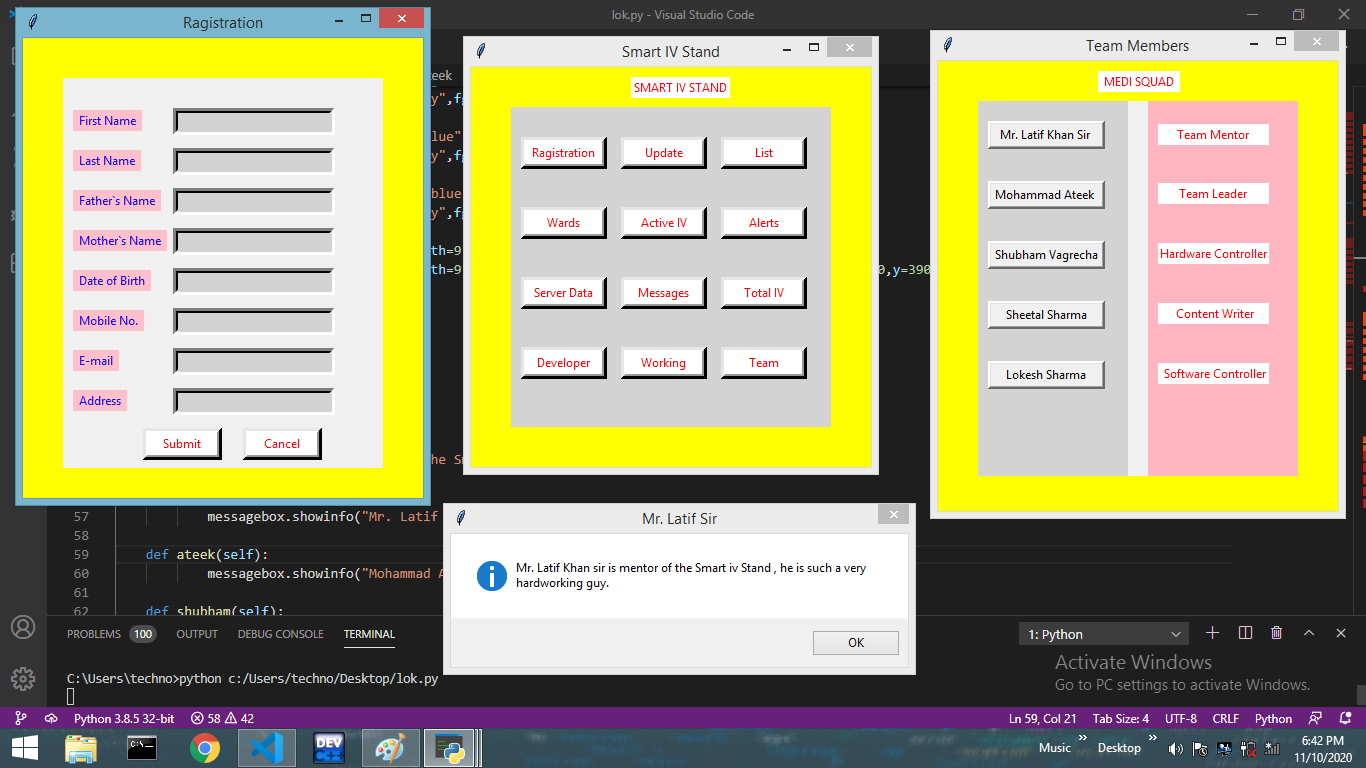 lok.py - Visual Studio Code
Ragistration
First Name
Last Name
Father`s Name
Mother`s Name
Date of Birth
Mobile No.
E-mail
Address
Submit Cancel
Smart IV Stand
SMART IV STAND
Ragistration Update List
Wards Active IV Alerts
Server Data Messages Total IV
Developer Working Team
Team Members
MEDI SQUAD
Mr. Latif Khan Sir Team Mentor
Mohammad Ateek Team Leader
Shubham Vagrecha Hardware Controller
Sheetal Sharma Content Writer
Lokesh Sharma Software Controller
Mr. Latif Sir
Mr. Latif Khan sir is mentor of the Smart iv Stand , he is such a very
hardworking guy.
OK
teek
y",fg
lue"
y",fg
blue
y",fg
th=9
th=9
0,y=390
the Sm
57 messagebox.showinfo("Mr. Latif
58
59 def ateek(self):
60 messagebox.showinfo("Mohammad A
61
62 def shubham(self):
PROBLEMS 100 OUTPUT DEBUG CONSOLE TERMINAL 1: Python
C:\Users\techno>python c:/Users/techno/Desktop/lok.py
Activate Windows
Go to PC settings to activate Windows.
Python 3.8.5 32-bit 58 42 Ln 59, Col 21 Tab Size: 4 UTF-8 CRLF Python
C:\_
DEV
C++
Music » Desktop »
6:42 PM
11/10/2020